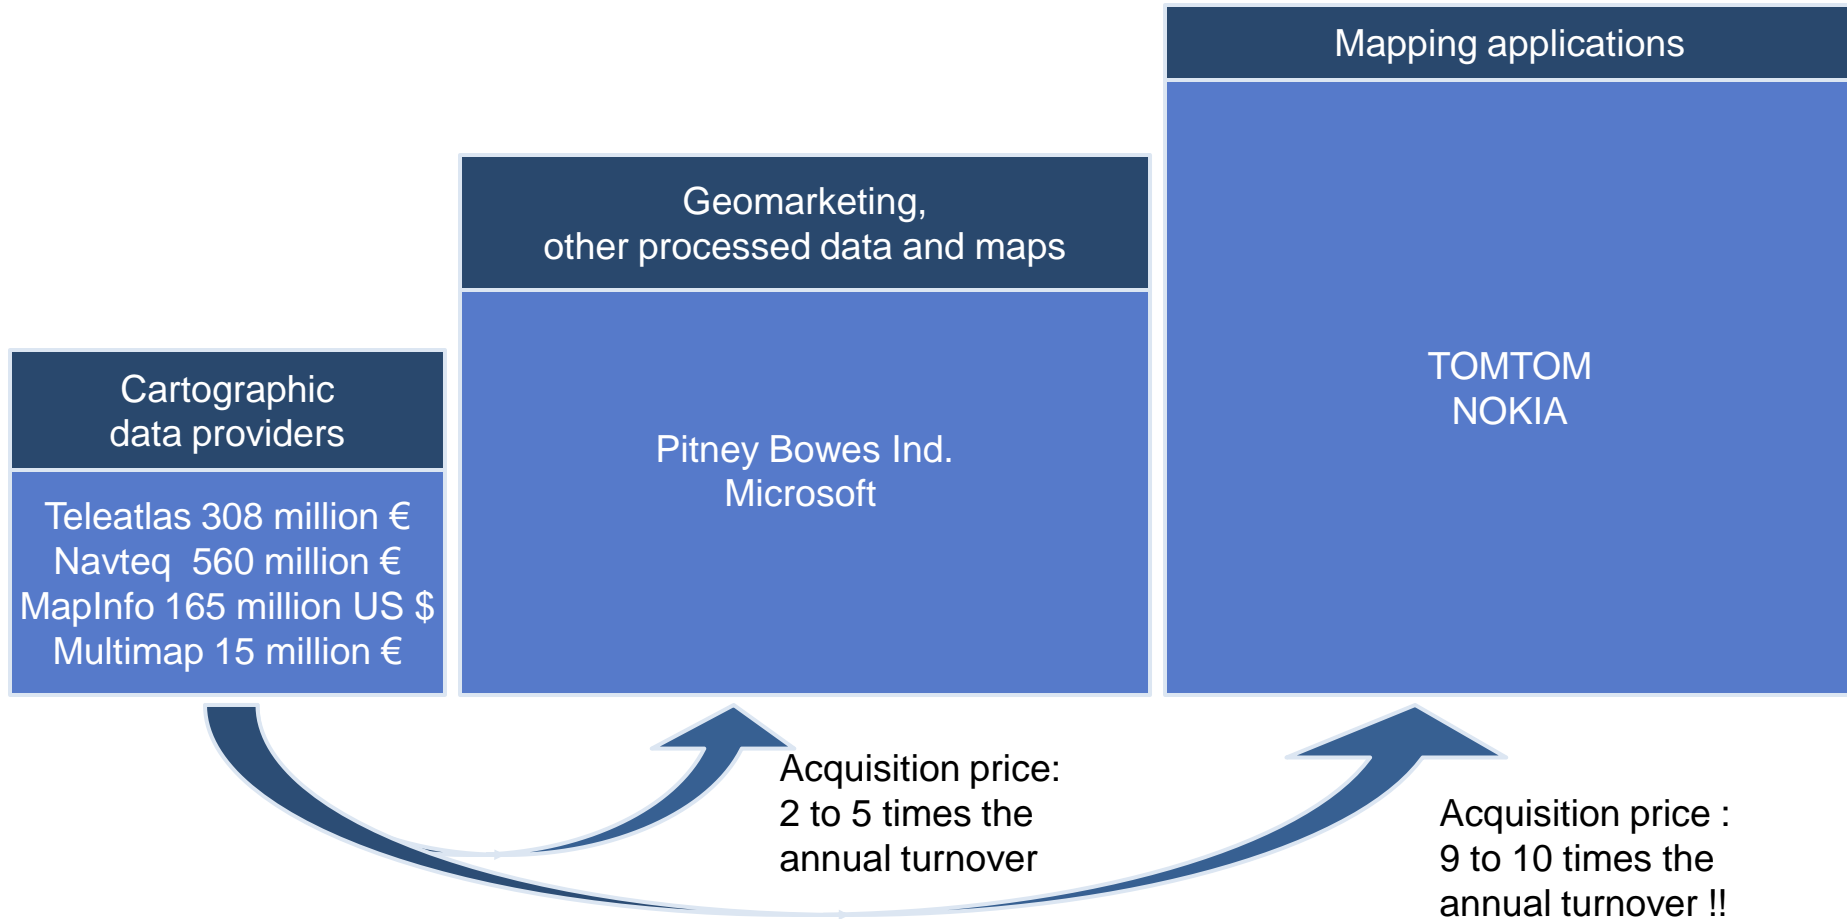 Cartographic
data providers
Teleatlas 308 million €
Navteq  560 million €
MapInfo 165 million US $
Multimap 15 million €
Geomarketing,
other processed data and maps
Pitney Bowes Ind.
Microsoft
Mapping applications
TOMTOM
NOKIA
Acquisition price:
2 to 5 times the
annual turnover
Acquisition price :
9 to 10 times the
annual turnover !!